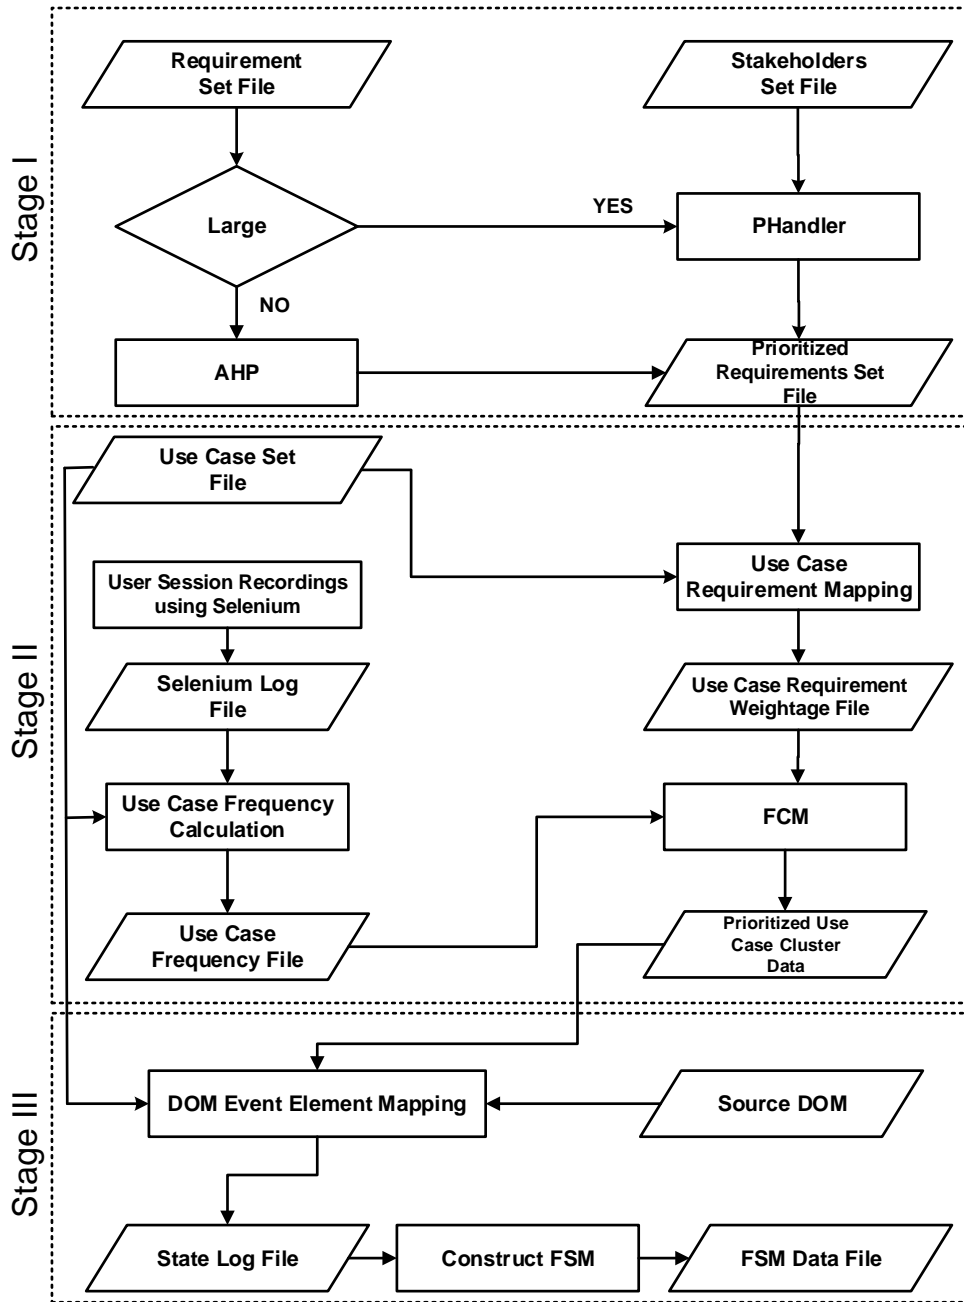 Stage I
Requirement
Set File
Stakeholders
Set File
Large
YES
PHandler
NO
AHP
Prioritized
Requirements Set
File
Stage II
Use Case Set
File
User Session Recordings
using Selenium
Use Case
Requirement Mapping
Selenium Log
File
Use Case Requirement
Weightage File
Use Case Frequency
Calculation
FCM
Use Case
Frequency File
Prioritized Use
Case Cluster
Data
Stage III
DOM Event Element Mapping
Source DOM
State Log File
Construct FSM
FSM Data File